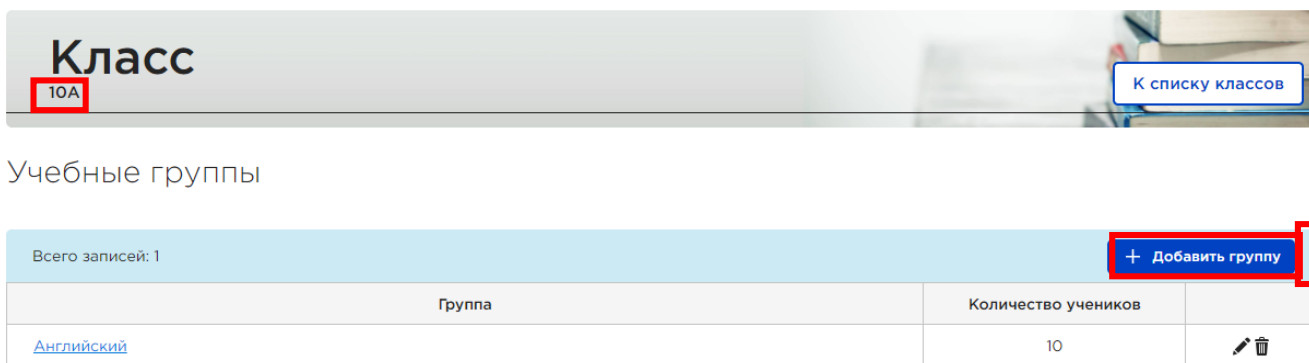 Класс
10А
К списку классов
Учебные группы
Всего записей: 1
+ Добавить группу
Группа
Количество учеников
Английский
10